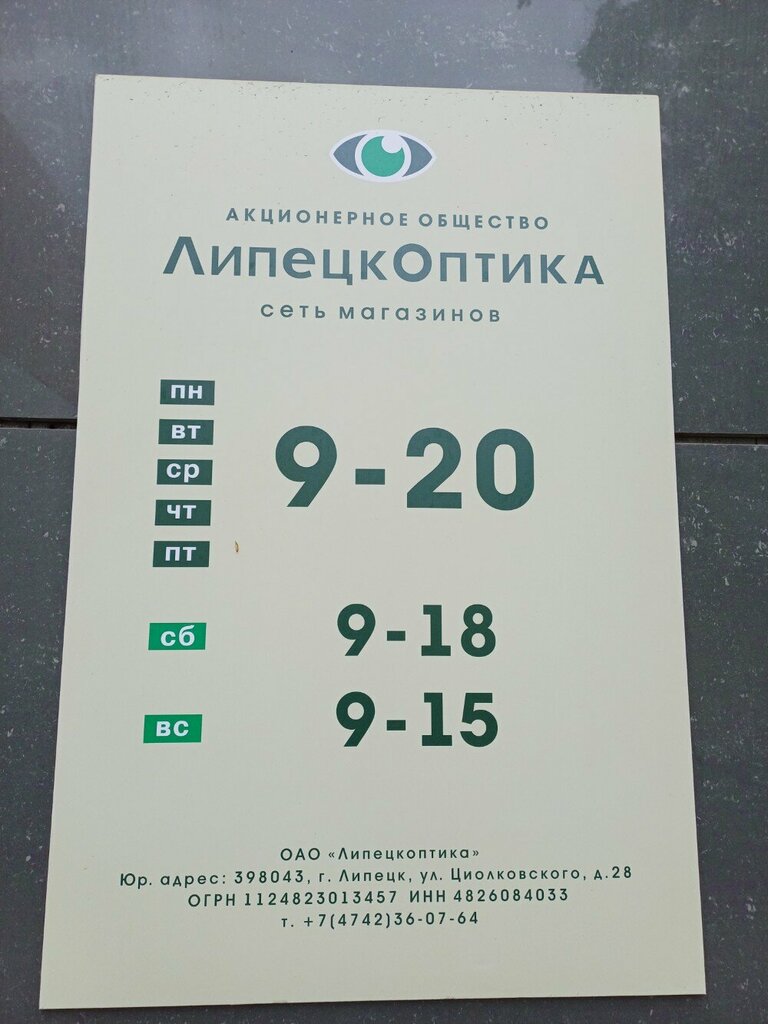 АКЦИОНЕРНОЕ ОБЩЕСТВО
ЛИПЕЦКОПТИКА
СЕТЬ МАГАЗИНОВ
пн
вт
ср
чт
пт
9-20
сб
9-18
вс
9-15
ОАО «Липецкоптика»
Юр. адрес: 398043, г. Липецк, ул. Циолковского, д.28
ОГРН 1124823013457 ИНН 4826084033
т. +7(4742)36-07-64